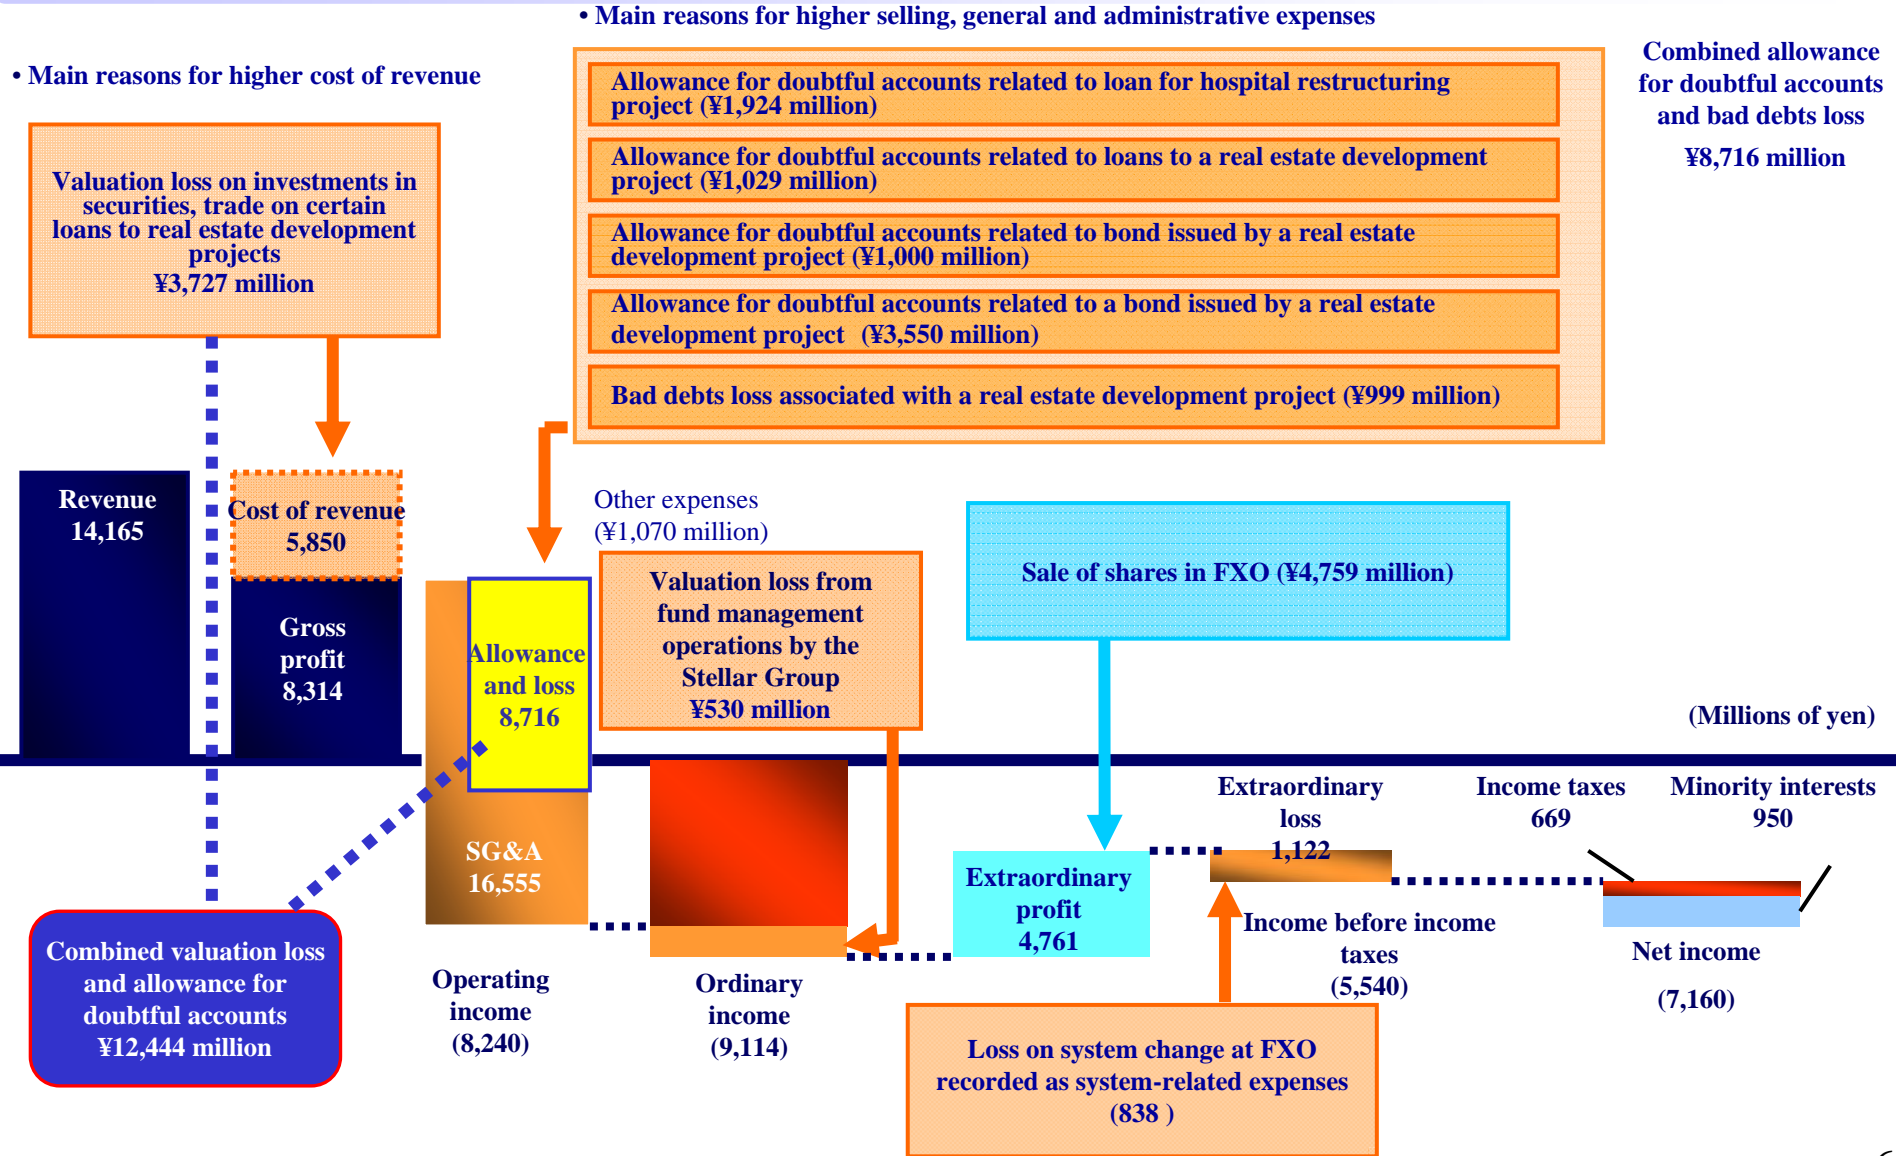 • Main reasons for higher selling, general and administrative expenses
• Main reasons for higher cost of revenue
Combined allowance
for doubtful accounts
and bad debts loss
¥8,716 million
Allowance for doubtful accounts related to loan for hospital restructuring
project (¥1,924 million)
Allowance for doubtful accounts related to loans to a real estate development
project (¥1,029 million)
Allowance for doubtful accounts related to bond issued by a real estate
development project (¥1,000 million)
Allowance for doubtful accounts related to a bond issued by a real estate
development project (¥3,550 million)
Bad debts loss associated with a real estate development project (¥999 million)
Valuation loss on investments in
securities, trade on certain
loans to real estate development
projects
¥3,727 million
Revenue
14,165
Cost of revenue
5,850
Gross
profit
8,314
Other expenses
(¥1,070 million)
Allowance
and loss
8,716
Valuation loss from
fund management
operations by the
Stellar Group
¥530 million
Sale of shares in FXO (¥4,759 million)
(Millions of yen)
SG&A
16,555
Extraordinary
profit
4,761
Extraordinary
loss
1,122
Income taxes
669
Minority interests
950
Combined valuation loss
and allowance for
doubtful accounts
¥12,444 million
Operating
income
(8,240)
Ordinary
income
(9,114)
Income before income
taxes
(5,540)
Net income
(7,160)
Loss on system change at FXO
recorded as system-related expenses
(838 )